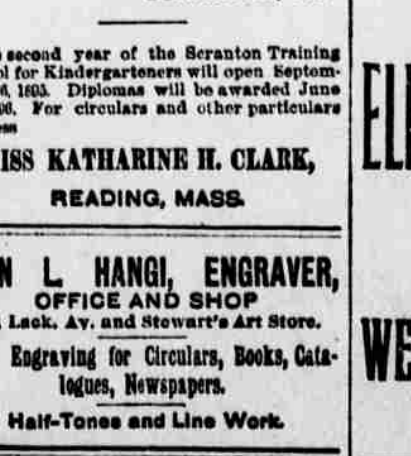 second year of the Scranton Training
for Kindergarteners will open Septem-
1895. Diplomas will be awarded June
For circulars and other particulars
ISS KATHARINE H. CLARK,
READING, MASS.
N L. HANGI, ENGRAVER,
OFFICE AND SHOP
Lack. Av. and Stewart's Art Store.
Engraving for Circulars, Books, Cata-
logues, Newspapers.
Half-Tones and Line Work.
WE